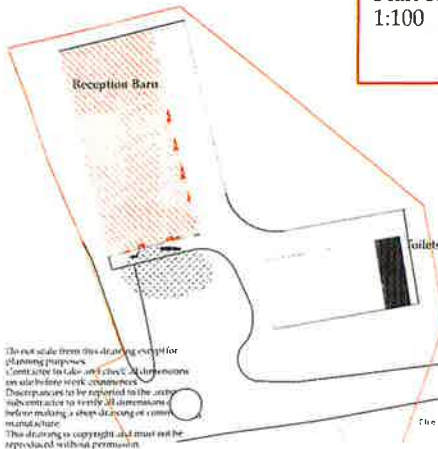 1:100
Reception Barn
Toilets
Do not scale from this drawing except for
planning purposes
Contractor to take and check all dimensions
on site before work commences
Discrepancies to be reported to the
subcontractor to verify all dimensions
before making a shop drawing or
manufacture
This drawing is copyright and must not be
reproduced without permission
The